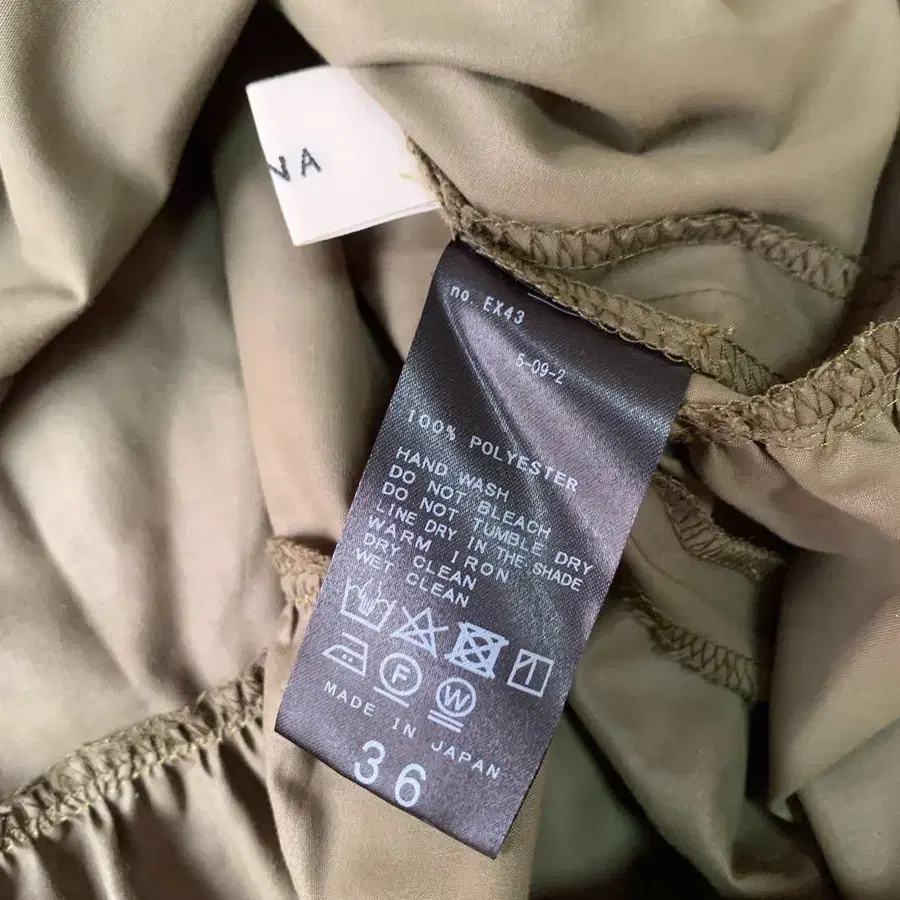 NA
no. EX43
5-09-2
100% POLYESTER
HAND WASH
DO NOT BLEACH
DO NOT TUMBLE DRY
LINE DRY IN THE SHADE
WARM IRON
DRY CLEAN
WET CLEAN
F
W
MADE IN JAPAN
36